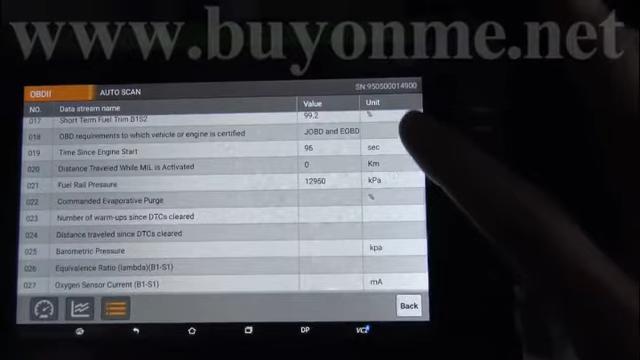 www.buyonme.net
OBDII AUTO SCAN SN:950500014900
NO. Data stream name Value Unit
017 Short Term Fuel Trim B1S2 99.2 %
018 OBD requirements to which vehicle or engine is certified JOBD and EOBD
019 Time Since Engine Start 96 sec
020 Distance Traveled While MIL is Activated 0 Km
021 Fuel Rail Pressure 12950 kPa
022 Commanded Evaporative Purge %
023 Number of warm-ups since DTCs cleared
024 Distance traveled since DTCs cleared
025 Barometric Pressure kpa
026 Equivalence Ratio (lambda)(B1-S1)
027 Oxygen Sensor Current (B1-S1) mA
Back
DP VCI